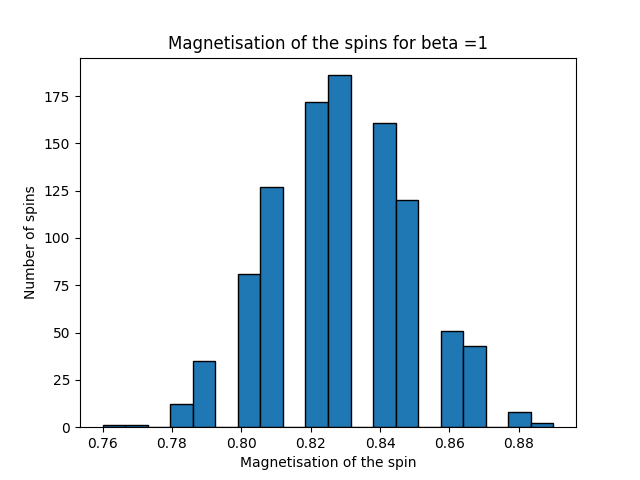 Magnetisation of the spins for beta =1
Number of spins
175
150
125
100
75
50
25
0
0.76 0.78 0.80 0.82 0.84 0.86 0.88
Magnetisation of the spin